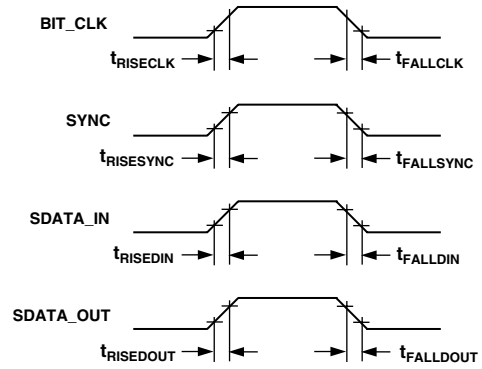 BIT_CLK
tRISECLK tFALLCLK
SYNC
tRISESYNC tFALLSYNC
SDATA_IN
tRISEDIN tFALLDIN
SDATA_OUT
tRISEDOUT tFALLDOUT